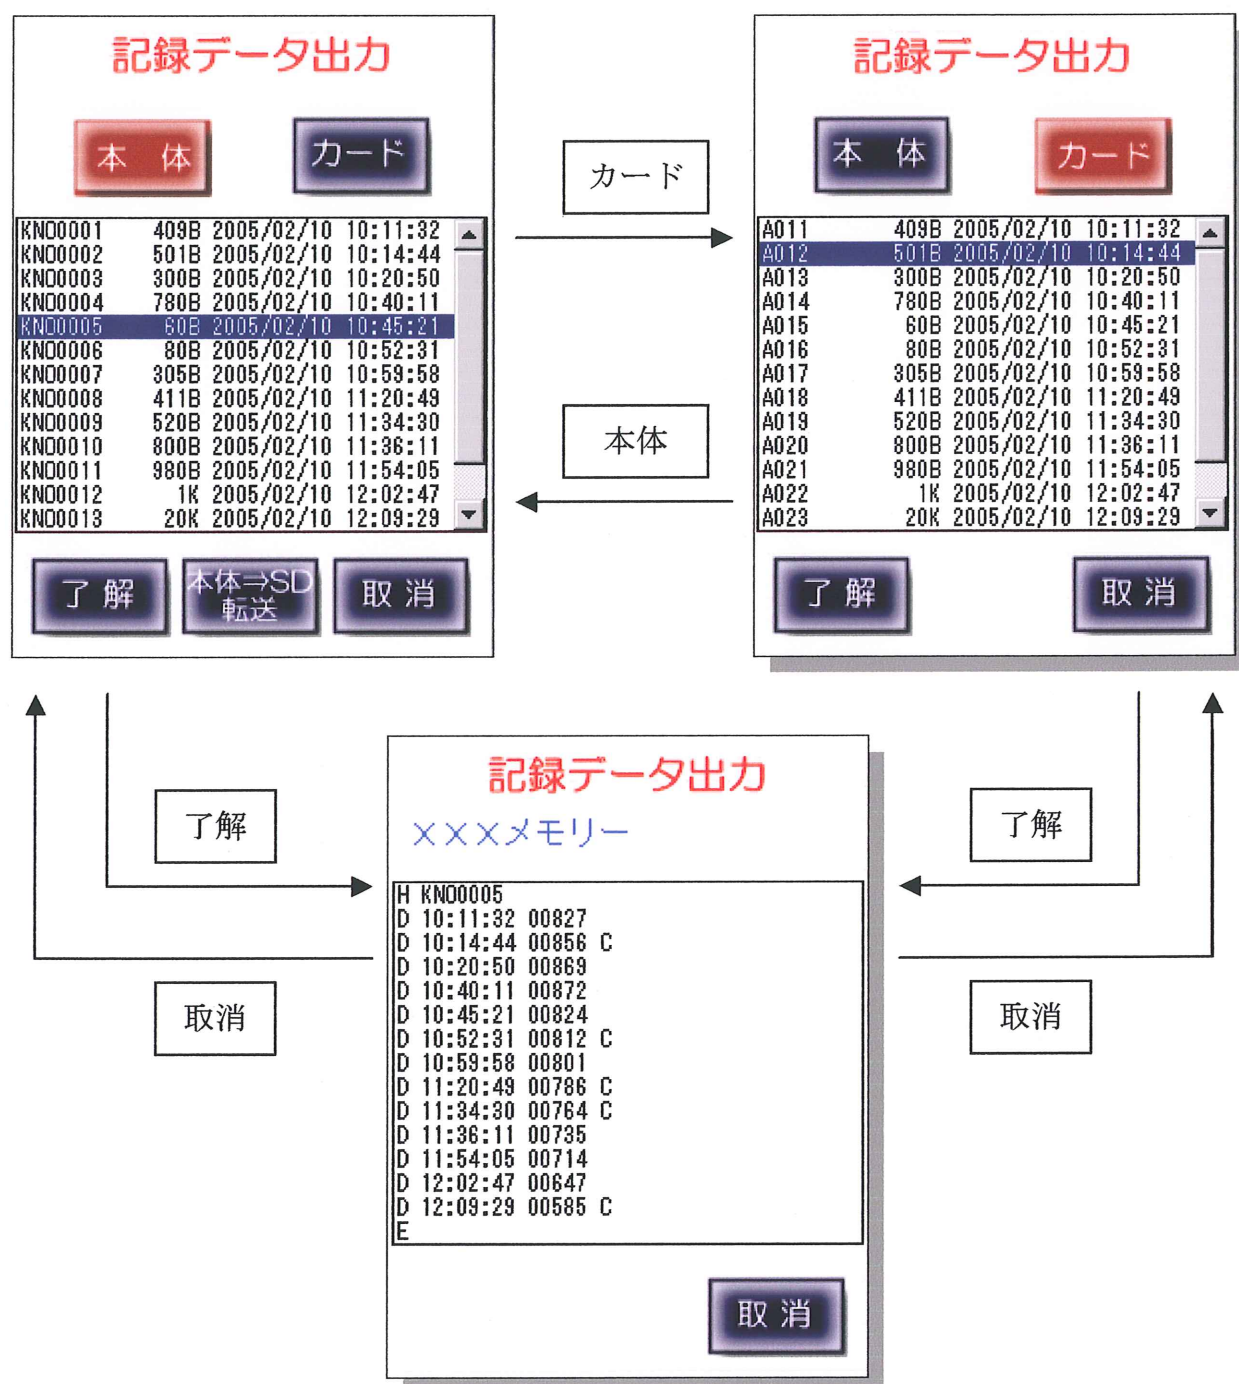 記録データ出力
本 体 カード
KNO0001 409B 2005/02/10 10:11:32
KNO0002 501B 2005/02/10 10:14:44
KNO0003 300B 2005/02/10 10:20:50
KNO0004 780B 2005/02/10 10:40:11
KNO0005 60B 2005/02/10 10:45:21
KNO0006 80B 2005/02/10 10:52:31
KNO0007 305B 2005/02/10 10:59:58
KNO0008 411B 2005/02/10 11:20:49
KNO0009 520B 2005/02/10 11:34:30
KNO0010 800B 2005/02/10 11:36:11
KNO0011 980B 2005/02/10 11:54:05
KNO0012 1K 2005/02/10 12:02:47
KNO0013 20K 2005/02/10 12:09:29
了 解 本体⇒SD 取 消
転送
カード
本体
記録データ出力
本 体 カード
A011 409B 2005/02/10 10:11:32
A012 501B 2005/02/10 10:14:44
A013 300B 2005/02/10 10:20:50
A014 780B 2005/02/10 10:40:11
A015 60B 2005/02/10 10:45:21
A016 80B 2005/02/10 10:52:31
A017 305B 2005/02/10 10:59:58
A018 411B 2005/02/10 11:20:49
A019 520B 2005/02/10 11:34:30
A020 800B 2005/02/10 11:36:11
A021 980B 2005/02/10 11:54:05
A022 1K 2005/02/10 12:02:47
A023 20K 2005/02/10 12:09:29
了 解 取 消
了解
取消
記録データ出力
×××メモリー
H KNO0005
D 10:11:32 00827
D 10:14:44 00856 C
D 10:20:50 00869
D 10:40:11 00872
D 10:45:21 00824
D 10:52:31 00812 C
D 10:59:58 00801
D 11:20:49 00786 C
D 11:34:30 00764 C
D 11:36:11 00735
D 11:54:05 00714
D 12:02:47 00647
D 12:09:29 00585 C
E
取 消
了解
取消